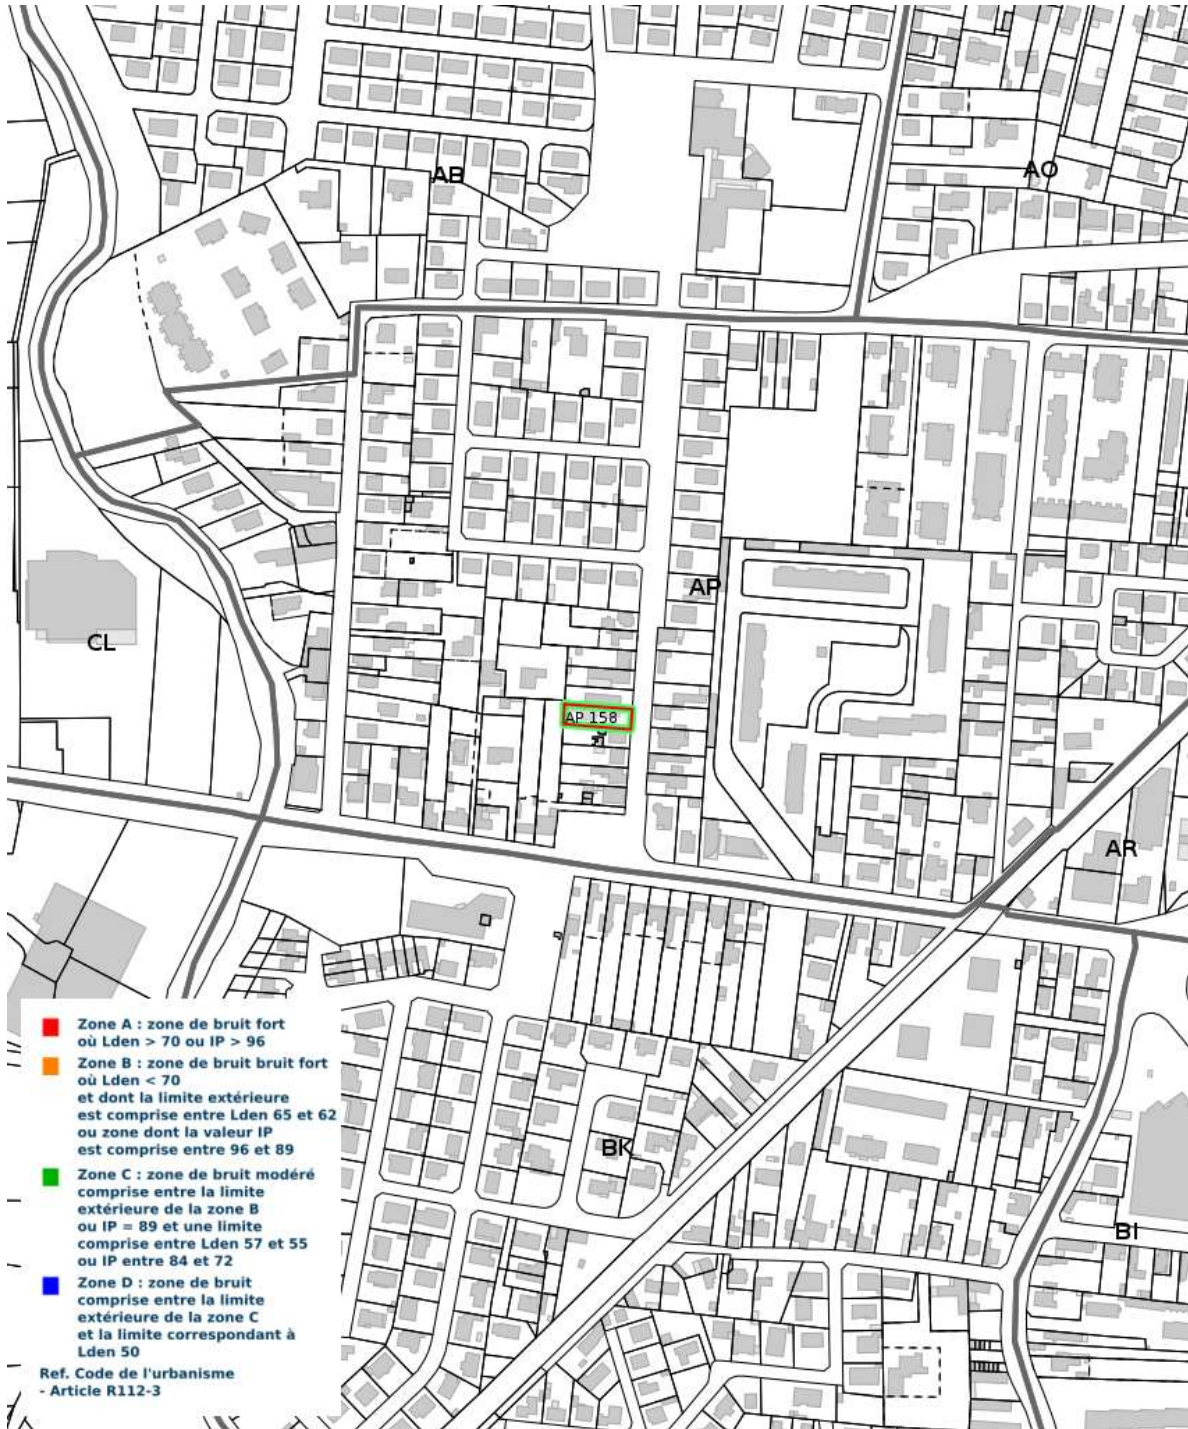 AB
AO
AP
CL
AP 158
AR
BK
BI
Zone A : zone de bruit fort
où Lden > 70 ou IP > 96
Zone B : zone de bruit bruit fort
où Lden < 70
et dont la limite extérieure
est comprise entre Lden 65 et 62
ou zone dont la valeur IP
est comprise entre 96 et 89
Zone C : zone de bruit modéré
comprise entre la limite
extérieure de la zone B
ou IP = 89 et une limite
comprise entre Lden 57 et 55
ou IP entre 84 et 72
Zone D : zone de bruit
comprise entre la limite
extérieure de la zone C
et la limite correspondant à
Lden 50
Ref. Code de l'urbanisme
- Article R112-3